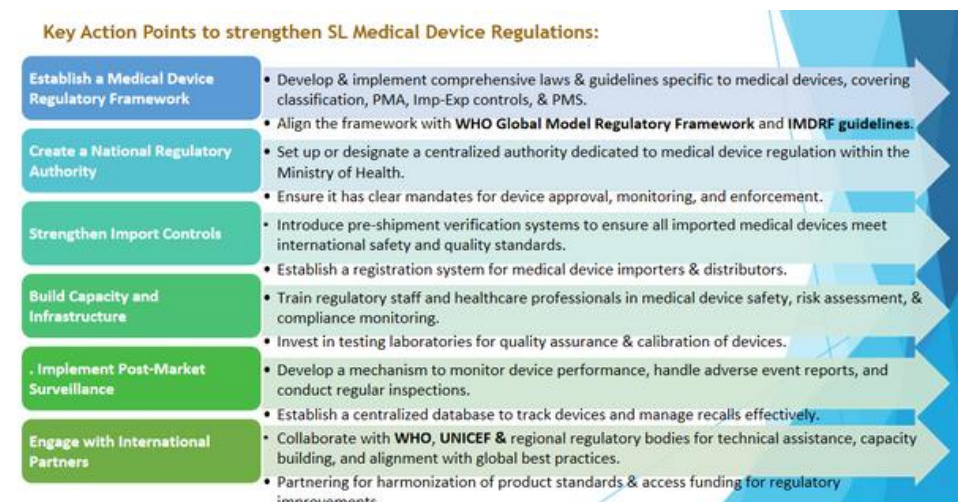 Key Action Points to strengthen SL Medical Device Regulations:
Establish a Medical Device
Regulatory Framework
• Develop & implement comprehensive laws & guidelines specific to medical devices, covering
classification, PMA, Imp-Exp controls, & PMS.
• Align the framework with WHO Global Model Regulatory Framework and IMDRF guidelines.
Create a National Regulatory
Authority
• Set up or designate a centralized authority dedicated to medical device regulation within the
Ministry of Health.
• Ensure it has clear mandates for device approval, monitoring, and enforcement.
Strengthen Import Controls
• Introduce pre-shipment verification systems to ensure all imported medical devices meet
international safety and quality standards.
• Establish a registration system for medical device importers & distributors.
Build Capacity and
Infrastructure
• Train regulatory staff and healthcare professionals in medical device safety, risk assessment, &
compliance monitoring.
• Invest in testing laboratories for quality assurance & calibration of devices.
. Implement Post-Market
Surveillance
• Develop a mechanism to monitor device performance, handle adverse event reports, and
conduct regular inspections.
• Establish a centralized database to track devices and manage recalls effectively.
Engage with International
Partners
• Collaborate with WHO, UNICEF & regional regulatory bodies for technical assistance, capacity
building, and alignment with global best practices.
• Partnering for harmonization of product standards & access funding for regulatory
improvements